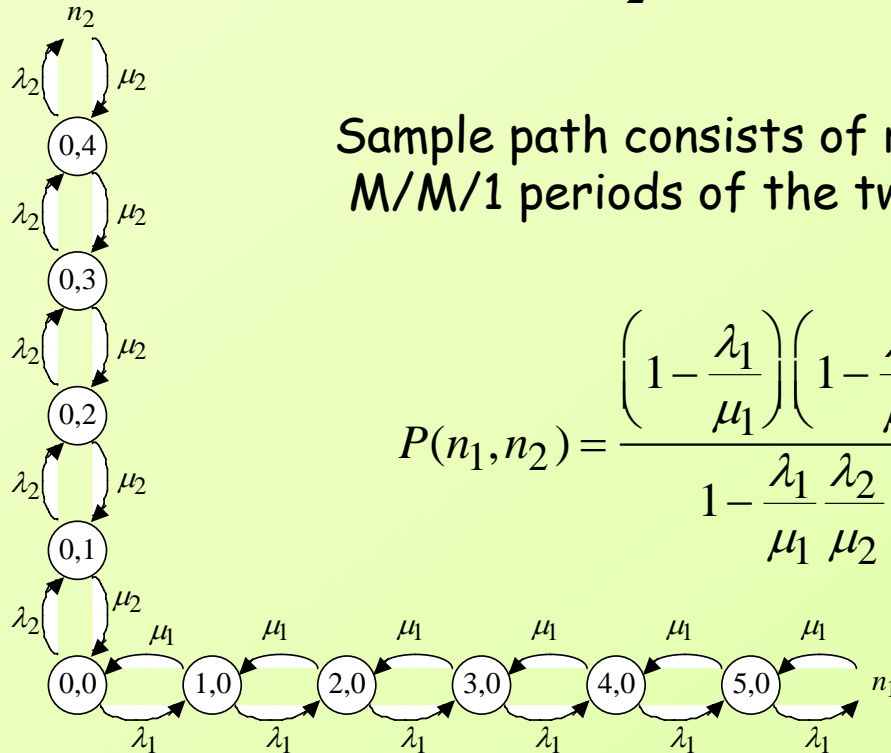 2
n2
λ2 μ2
0,4
Sample path consists of
M/M/1 periods of the
λ2 μ2
0,3
λ2 μ2
0,2
P(n1,n2) = (1 − λ1/μ1)(1 −
1 − λ1/μ1 λ2/μ2
λ2 μ2
0,1
λ2 μ2
μ1 μ1 μ1 μ1 μ1 μ1
0,0 1,0 2,0 3,0 4,0 5,0 n1
λ1 λ1 λ1 λ1 λ1 λ1